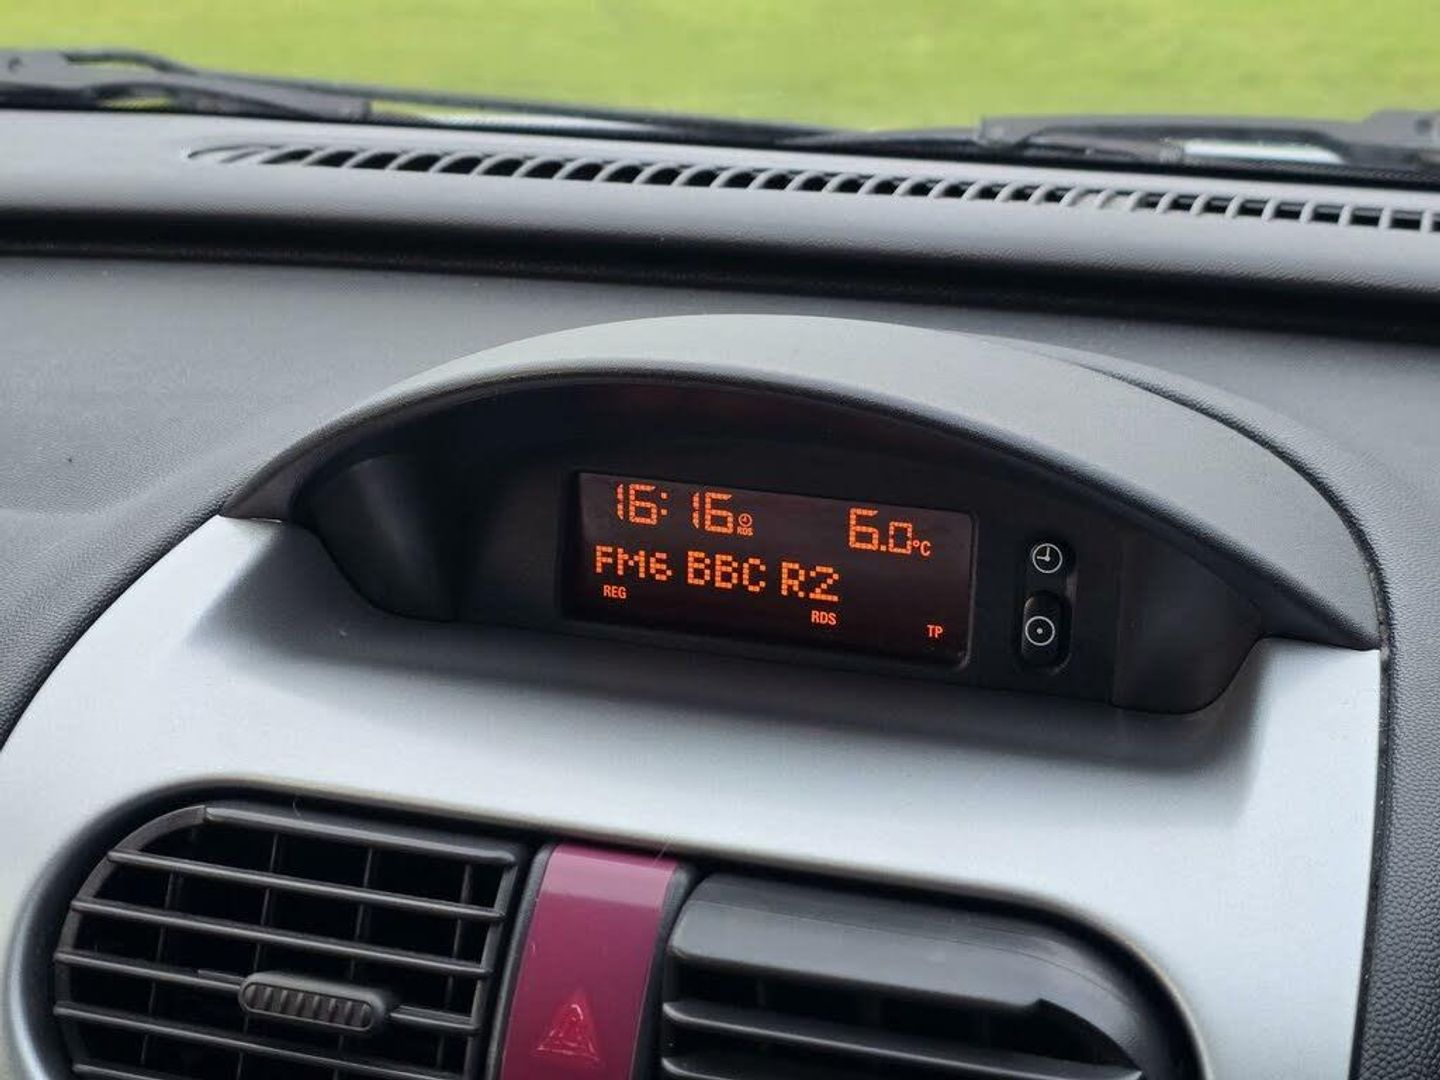 16:16 RDS 6.0°C
FM6 BBC R2
REG RDS TP